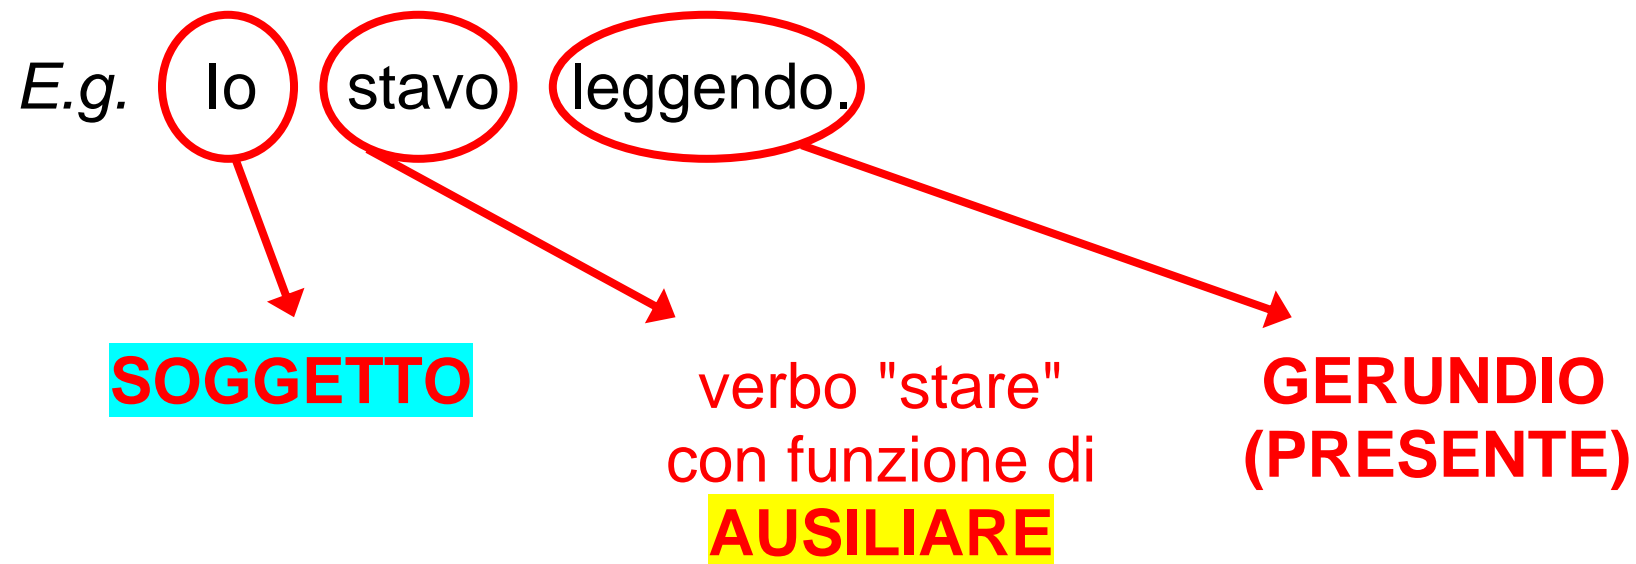 E.g. Io stavo leggendo.
SOGGETTO
verbo "stare"
con funzione di
AUSILIARE
GERUNDIO
(PRESENTE)